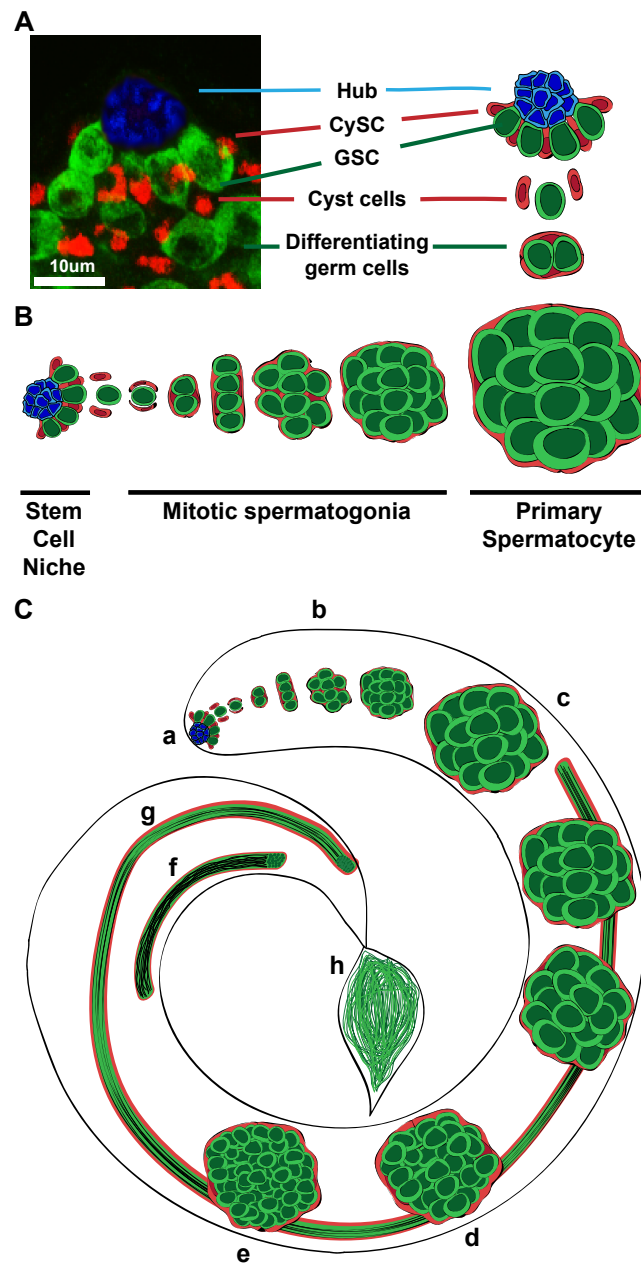 A
Hub
CySC
GSC
Cyst cells
Differentiating
germ cells
10um
B
Stem
Cell
Niche
Mitotic spermatogonia
Primary
Spermatocyte
C
b
c
a
g
f
h
d
e